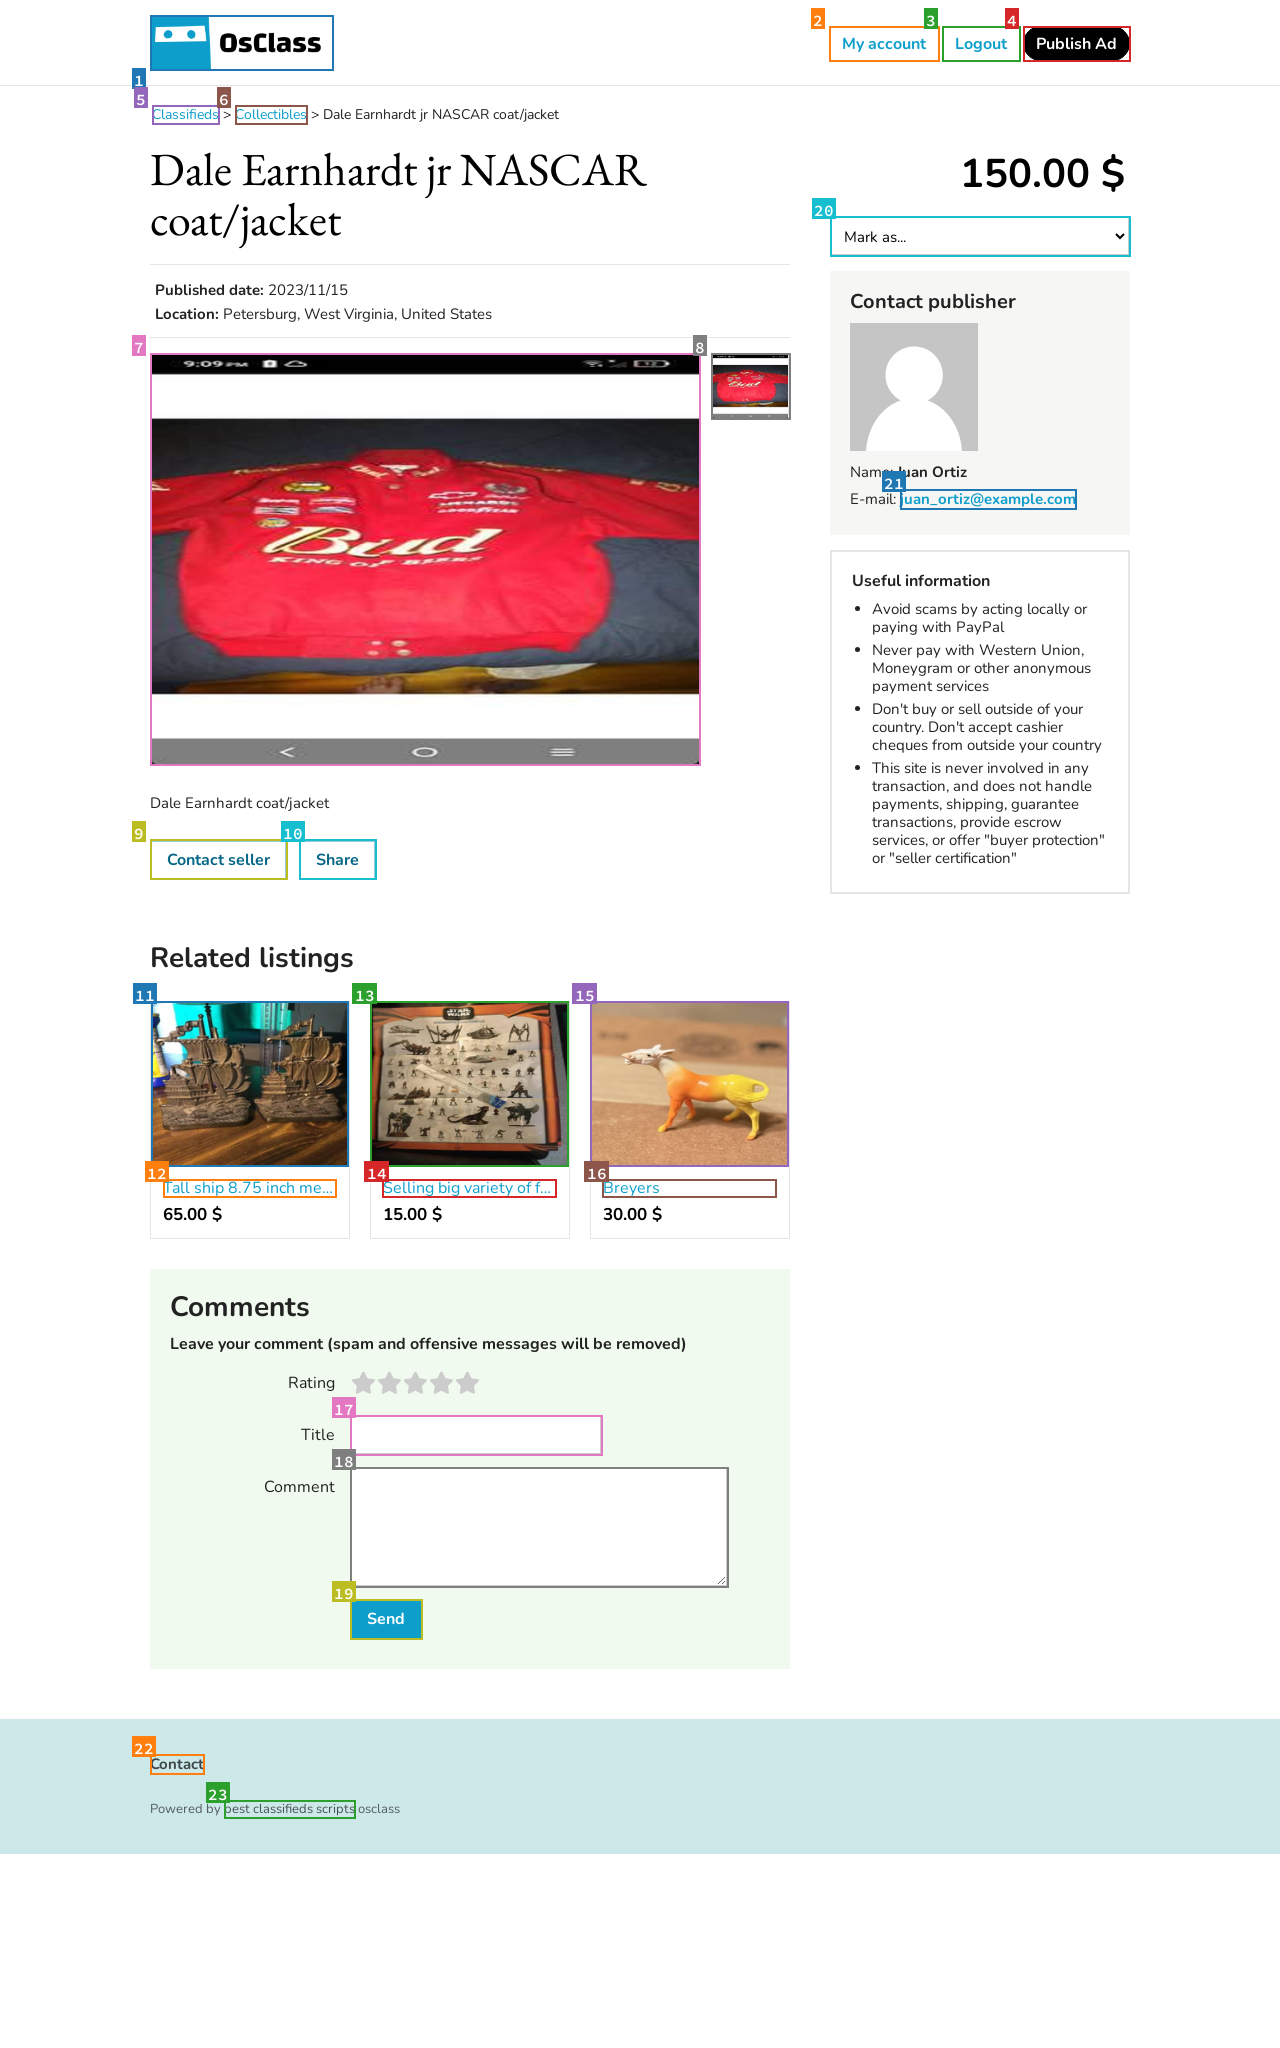 OsClass
2
3
4
My account
Logout
Publish Ad
1
5
6
Classifieds > Collectibles > Dale Earnhardt jr NASCAR coat/jacket
Dale Earnhardt jr NASCAR
coat/jacket
150.00 $
20
Mark as...
Published date: 2023/11/15
Location: Petersburg, West Virginia, United States
Contact publisher
7
8
9:09 PM
Bud
KING OF BEERS
Bud
Name: Juan Ortiz
21
E-mail: juan_ortiz@example.com
Useful information
Avoid scams by acting locally or
paying with PayPal
Never pay with Western Union,
Moneygram or other anonymous
payment services
Don't buy or sell outside of your
country. Don't accept cashier
cheques from outside your country
This site is never involved in any
transaction, and does not handle
payments, shipping, guarantee
transactions, provide escrow
services, or offer "buyer protection"
or "seller certification"
Dale Earnhardt coat/jacket
9
10
Contact seller
Share
Related listings
11
13
15
STAR WARS
12
14
16
Tall ship 8.75 inch me...
Selling big variety of f...
Breyers
65.00 $
15.00 $
30.00 $
Comments
Leave your comment (spam and offensive messages will be removed)
Rating
17
Title
18
Comment
19
Send
22
Contact
23
Powered by best classifieds scripts osclass